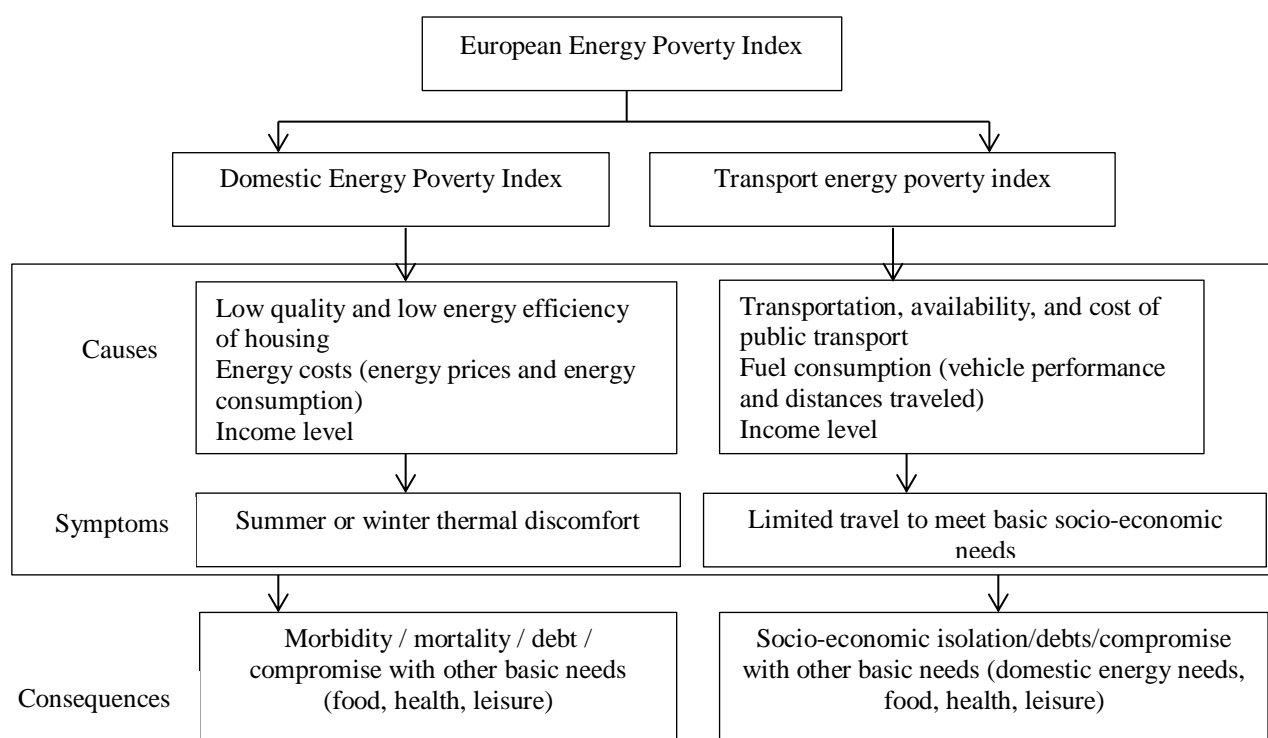 European Energy Poverty Index
Domestic Energy Poverty Index
Transport energy poverty index
Causes
Low quality and low energy efficiency
of housing
Energy costs (energy prices and energy
consumption)
Income level
Transportation, availability, and cost of
public transport
Fuel consumption (vehicle performance
and distances traveled)
Income level
Symptoms
Summer or winter thermal discomfort
Limited travel to meet basic socio-economic
needs
Consequences
Morbidity / mortality / debt /
compromise with other basic needs
(food, health, leisure)
Socio-economic isolation/debts/compromise
with other basic needs (domestic energy needs,
food, health, leisure)